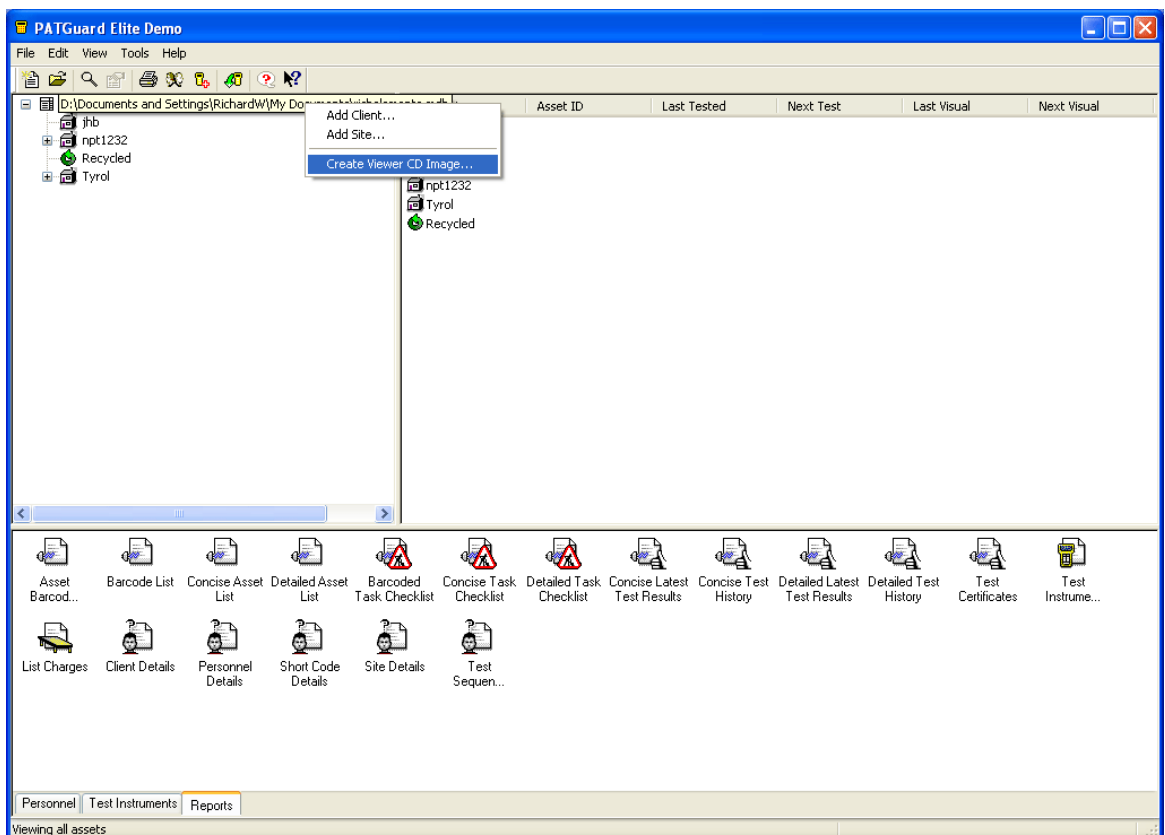 PATGuard Elite Demo
File Edit View Tools Help
D:\Documents and Settings\RichardW\My
Asset ID Last Tested Next Test Last Visual Next Visual
Add Client...
Add Site...
Create Viewer CD Image...
jhb
npt1232
Recycled
Tyrol
npt1232
Tyrol
Recycled
Asset Barcod...
Barcode List
Concise Asset List
Detailed Asset List
Barcoded Task Checklist
Concise Task Checklist
Detailed Task Checklist
Concise Latest Test Results
Concise Test History
Detailed Latest Test Results
Detailed Test History
Test Certificates
Test Instrume...
List Charges
Client Details
Personnel Details
Short Code Details
Site Details
Test Sequen...
Personnel Test Instruments Reports
Viewing all assets